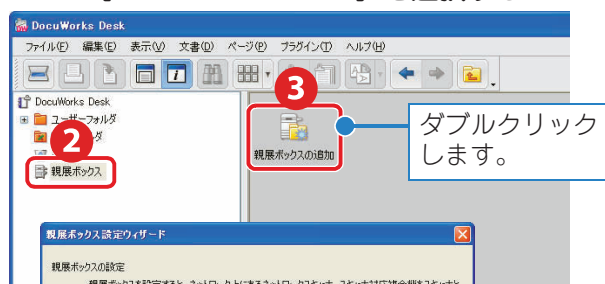 DocuWorks Desk
ファイル(F) 編集(E) 表示(V) 文書(D) ページ(P) プラグイン(T) ヘルプ(H)
DocuWorks Desk
ユーザーフォルダ
2
親展ボックス
3
親展ボックスの追加
ダブルクリック
します。
親展ボックス設定ウィザード
親展ボックスの設定